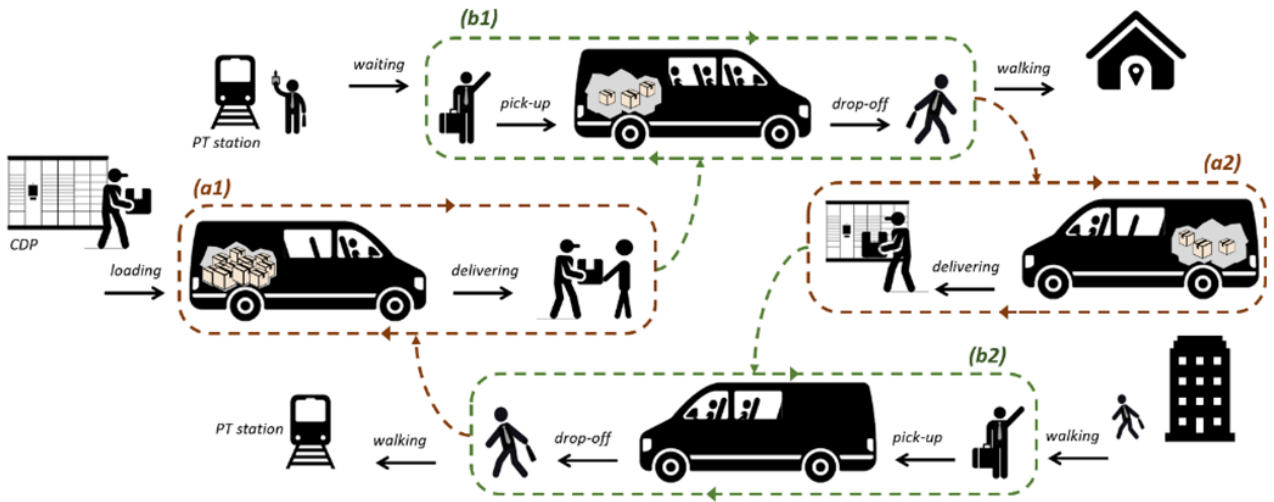 (b1)
waiting
walking
pick-up
drop-off
PT station
(a1)
(a2)
CDP
loading
delivering
delivering
(b2)
PT station
walking
drop-off
pick-up
walking